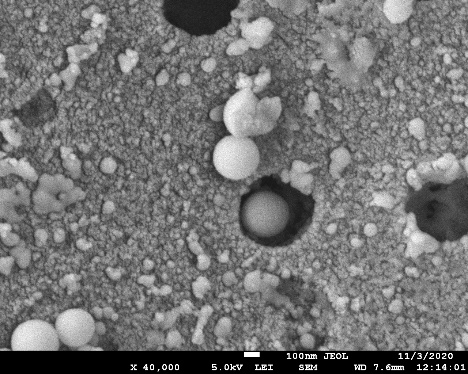 100nm JEOL 11/3/2020
X 40,000 5.0kV LEI SEM WD 7.6mm 12:14:01